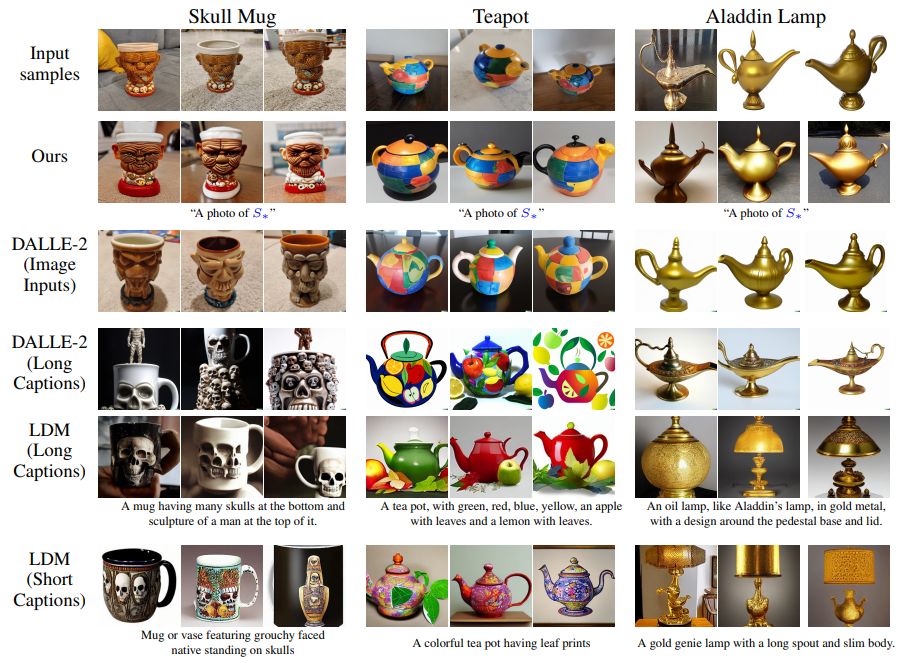 Skull Mug
Teapot
Aladdin Lamp
Input
samples
Ours
“A photo of S*”
“A photo of S*”
“A photo of S*”
DALLE-2
(Image
Inputs)
DALLE-2
(Long
Captions)
LDM
(Long
Captions)
A mug having many skulls at the bottom and
sculpture of a man at the top of it.
A tea pot, with green, red, blue, yellow, an apple
with leaves and a lemon with leaves.
An oil lamp, like Aladdin’s lamp, in gold metal,
with a design around the pedestal base and lid.
LDM
(Short
Captions)
Mug or vase featuring grouchy faced
native standing on skulls
A colorful tea pot having leaf prints
A gold genie lamp with a long spout and slim body.